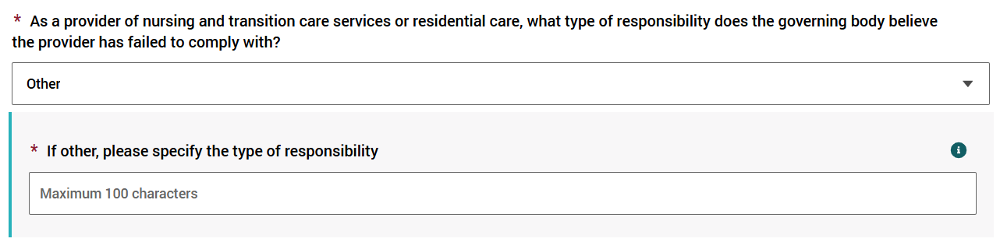 * As a provider of nursing and transition care services or residential care, what type of responsibility does the governing body believe
the provider has failed to comply with?
Other
* If other, please specify the type of responsibility
i
Maximum 100 characters